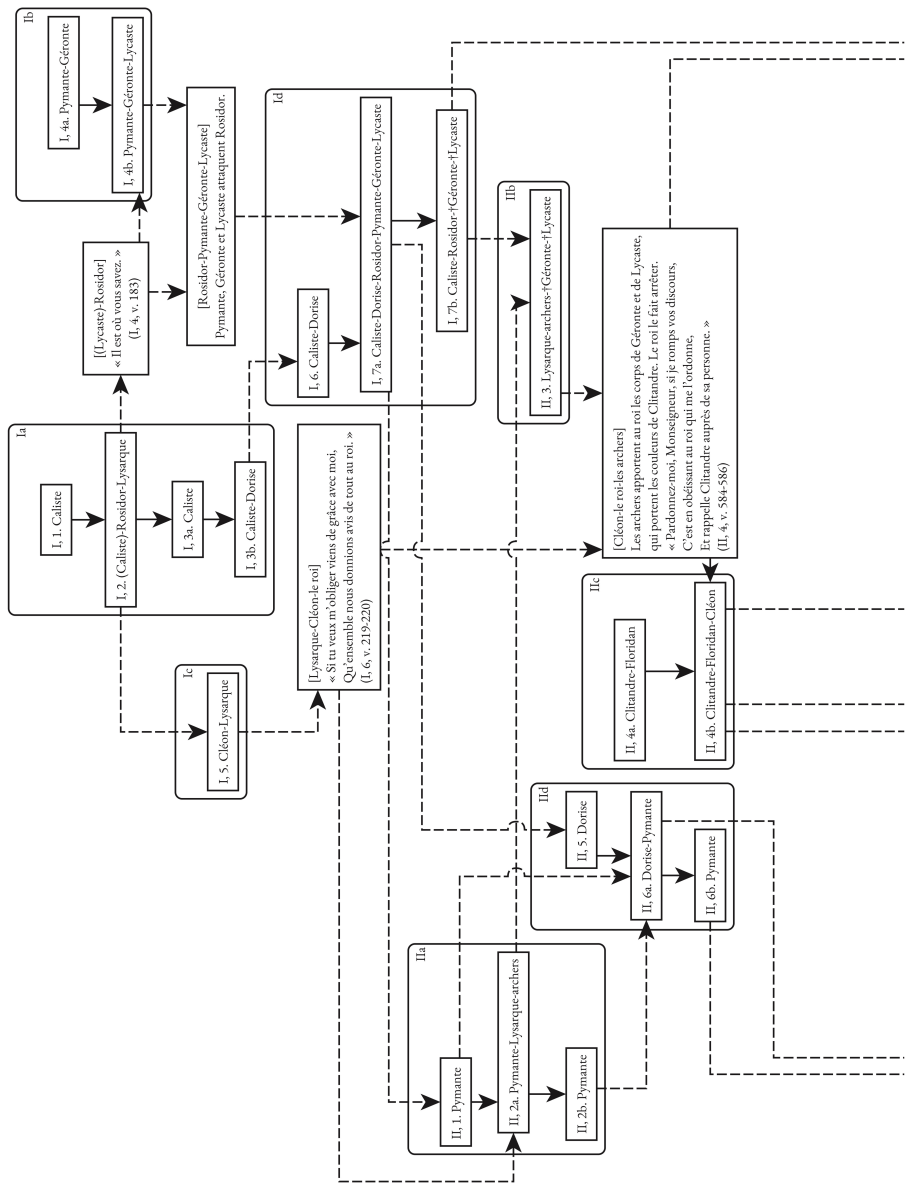 Ia
I, 1. Caliste
I, 2. (Caliste)-Rosidor-Lysarque
I, 3a. Caliste
I, 3b. Caliste-Dorise
[(Lycaste)-Rosidor]
« Il est où vous savez. »
(I, 4, v. 183)
Ib
I, 4a. Pymante-Géronte
I, 4b. Pymante-Géronte-Lycaste
[Rosidor-Pymante-Géronte-Lycaste]
Pymante, Géronte et Lycaste attaquent Rosidor.
Ic
I, 5. Cléon-Lysarque
[Lysarque-Cléon-le roi]
« Si tu veux m’obliger viens de grâce avec moi,
Qu’ensemble nous donnions avis de tout au roi. »
(I, 6, v. 219-220)
Id
I, 6. Caliste-Dorise
I, 7a. Caliste-Dorise-Rosidor-Pymante-Géronte-Lycaste
I, 7b. Caliste-Rosidor-†Géronte-†Lycaste
IIa
II, 1. Pymante
II, 2a. Pymante-Lysarque-archers
II, 2b. Pymante
IIb
II, 3. Lysarque-archers-†Géronte-†Lycaste
[Cléon-le roi-les archers]
Les archers apportent au roi les corps de Géronte et de Lycaste,
qui portent les couleurs de Clitandre. Le roi le fait arrêter.
« Pardonnez-moi, Monseigneur, si je romps vos discours,
C’est en obéissant au roi qui me l’ordonne,
Et rappelle Clitandre auprès de sa personne. »
(II, 4, v. 584-586)
IIc
II, 4a. Clitandre-Floridan
II, 4b. Clitandre-Floridan-Cléon
IId
II, 5. Dorise
II, 6a. Dorise-Pymante
II, 6b. Pymante